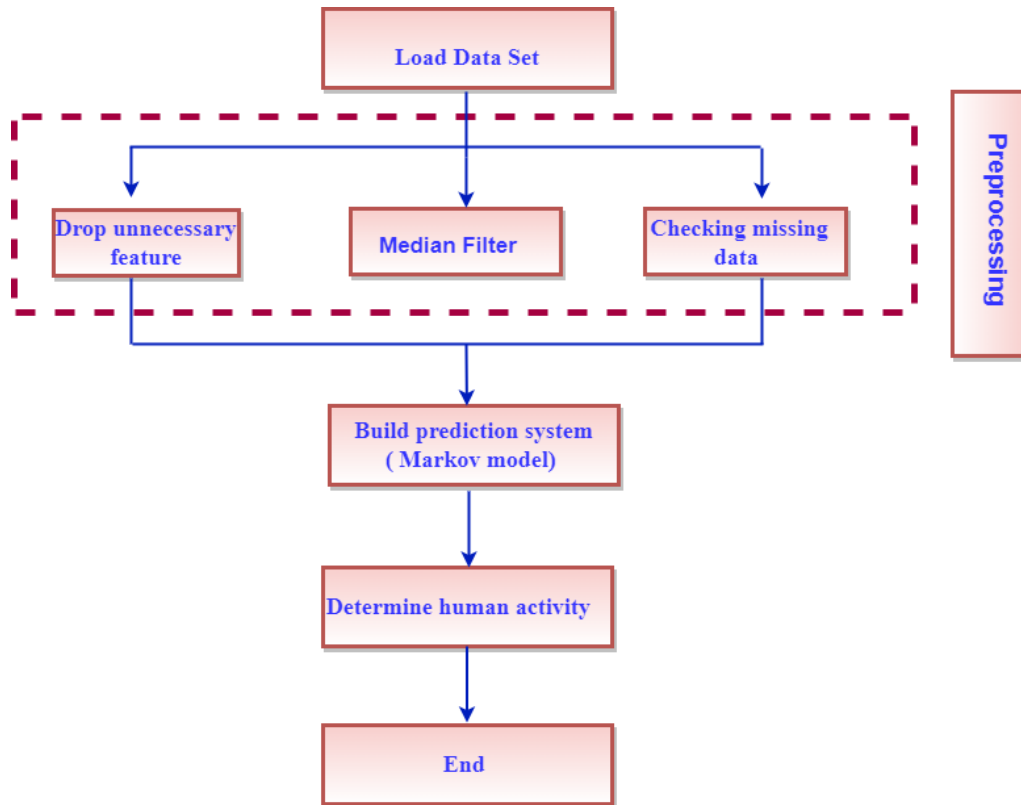 Load Data Set
Preprocessing
Drop unnecessary
feature
Median Filter
Checking missing
data
Build prediction system
( Markov model)
Determine human activity
End